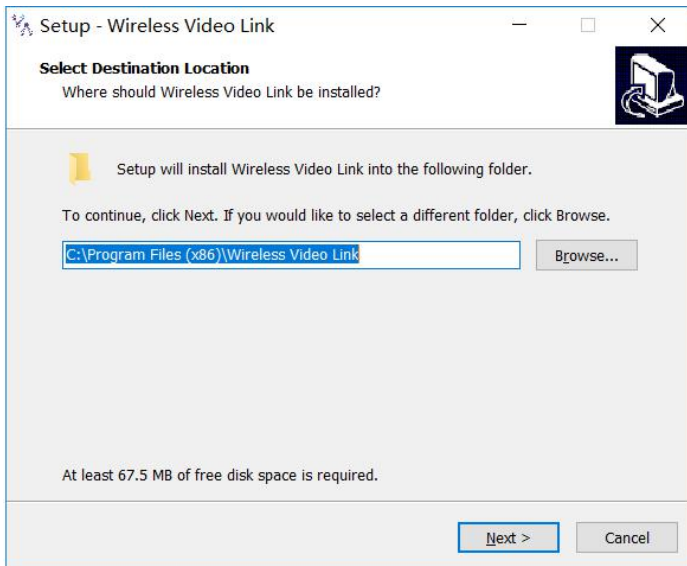 Setup - Wireless Video Link
Select Destination Location
Where should Wireless Video Link be installed?
Setup will install Wireless Video Link into the following folder.
To continue, click Next. If you would like to select a different folder, click Browse.
C:\Program Files (x86)\Wireless Video Link
Browse...
At least 67.5 MB of free disk space is required.
Next >
Cancel